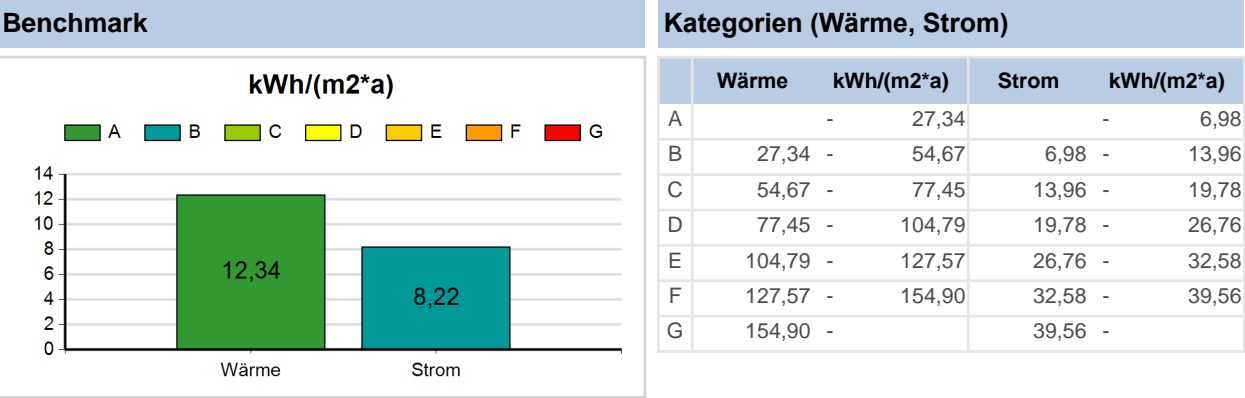 Benchmark
kWh/(m2*a)
A B C D E F G
14
12
10
8
6
4
2
0
12,34
8,22
Wärme Strom
Kategorien (Wärme, Strom)
Wärme kWh/(m2*a) Strom kWh/(m2*a)
A - 27,34 - 6,98
B 27,34 - 54,67 6,98 - 13,96
C 54,67 - 77,45 13,96 - 19,78
D 77,45 - 104,79 19,78 - 26,76
E 104,79 - 127,57 26,76 - 32,58
F 127,57 - 154,90 32,58 - 39,56
G 154,90 - 39,56 -